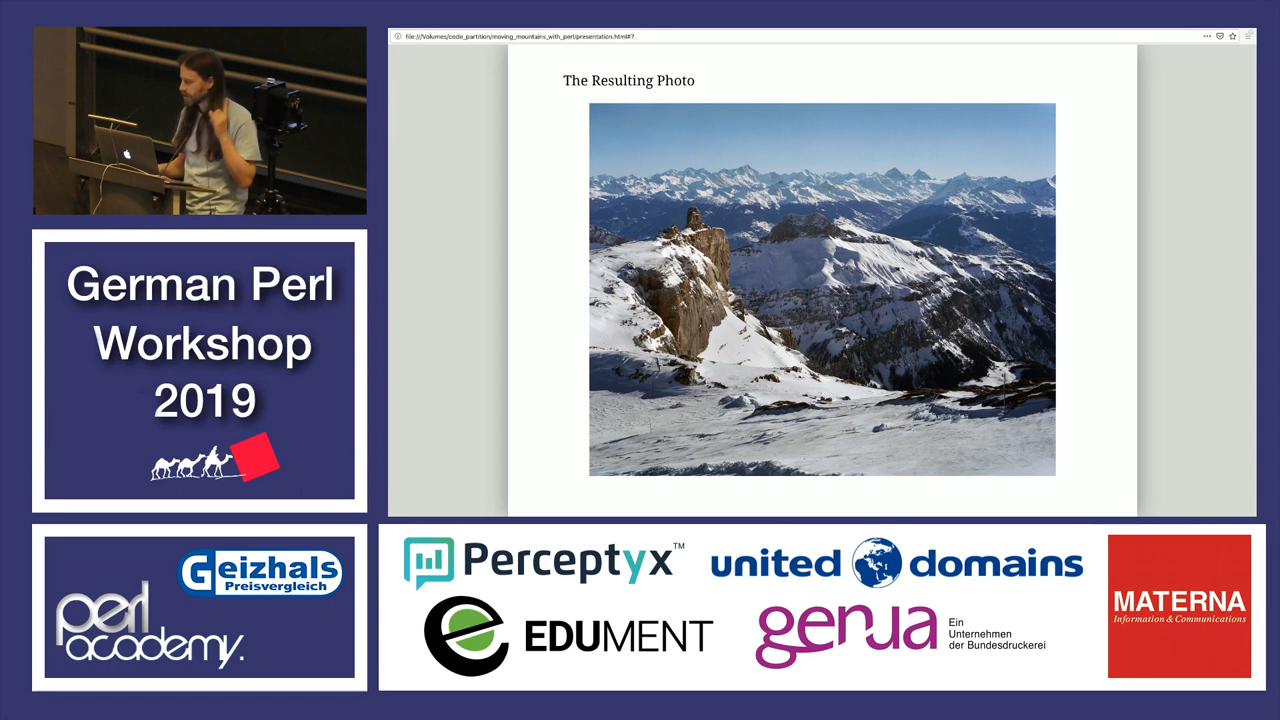 file:///Volumes/code_partition/moving_mountains_with_perl/presentation.html#7
The Resulting Photo
German Perl
Workshop
2019
Geizhals
Preisvergleich
perl
academy.
Perceptyx™
united domains
EDUMENT
genua
Ein
Unternehmen
der Bundesdruckerei
MATERNA
Information & Communications